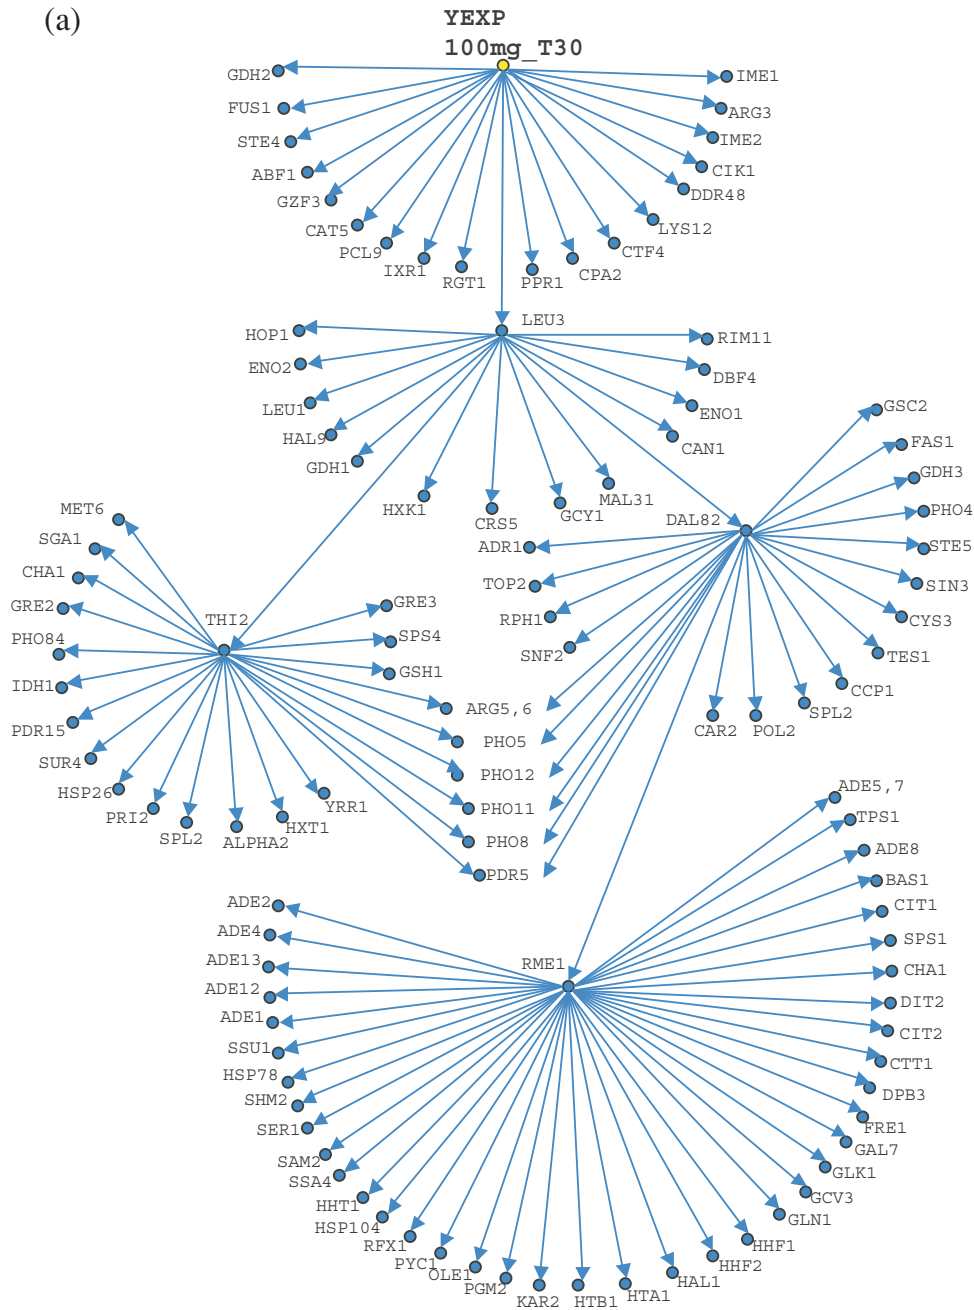 (a)
YEXP
100mg_T30
GDH2
IME1
FUS1
ARG3
STE4
IME2
ABF1
CIK1
GZF3
DDR48
CAT5
LYS12
PCL9
CTF4
IXR1
CPA2
RGT1
PPR1
LEU3
HOP1
RIM11
ENO2
DBF4
LEU1
ENO1
HAL9
CAN1
GDH1
HXK1
CRS5
GCY1
MAL31
GSC2
FAS1
GDH3
PHO4
STE5
SIN3
CYS3
TES1
CCP1
SPL2
POL2
CAR2
DAL82
ADR1
TOP2
RPH1
SNF2
MET6
SGA1
CHA1
GRE2
PHO84
IDH1
PDR15
SUR4
HSP26
PRI2
SPL2
ALPHA2
HXT1
YRR1
THI2
GRE3
SPS4
GSH1
ARG5,6
PHO5
PHO12
PHO11
PHO8
PDR5
RME1
ADE5,7
TPS1
ADE8
BAS1
CIT1
SPS1
CHA1
DIT2
CIT2
CTT1
DPB3
FRE1
GAL7
GLK1
GCV3
GLN1
HHF1
HHF2
HAL1
HTA1
HTB1
KAR2
PGM2
OLE1
PYC1
RFX1
HSP104
HHT1
SSA4
SAM2
SER1
SHM2
HSP78
SSU1
ADE1
ADE12
ADE13
ADE4
ADE2